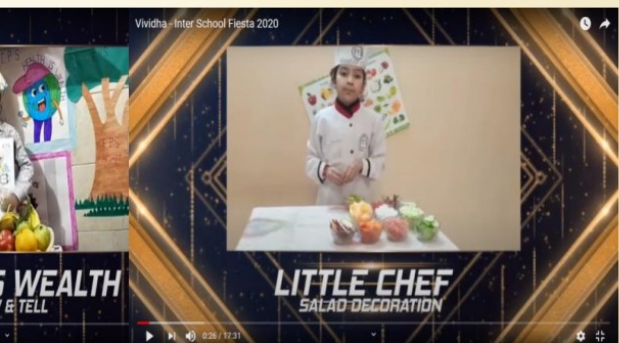 Vividha - Inter School Fiesta 2020
WEALTH
& TELL
LITTLE CHEF
SALAD DECORATION
0:26 / 17:31